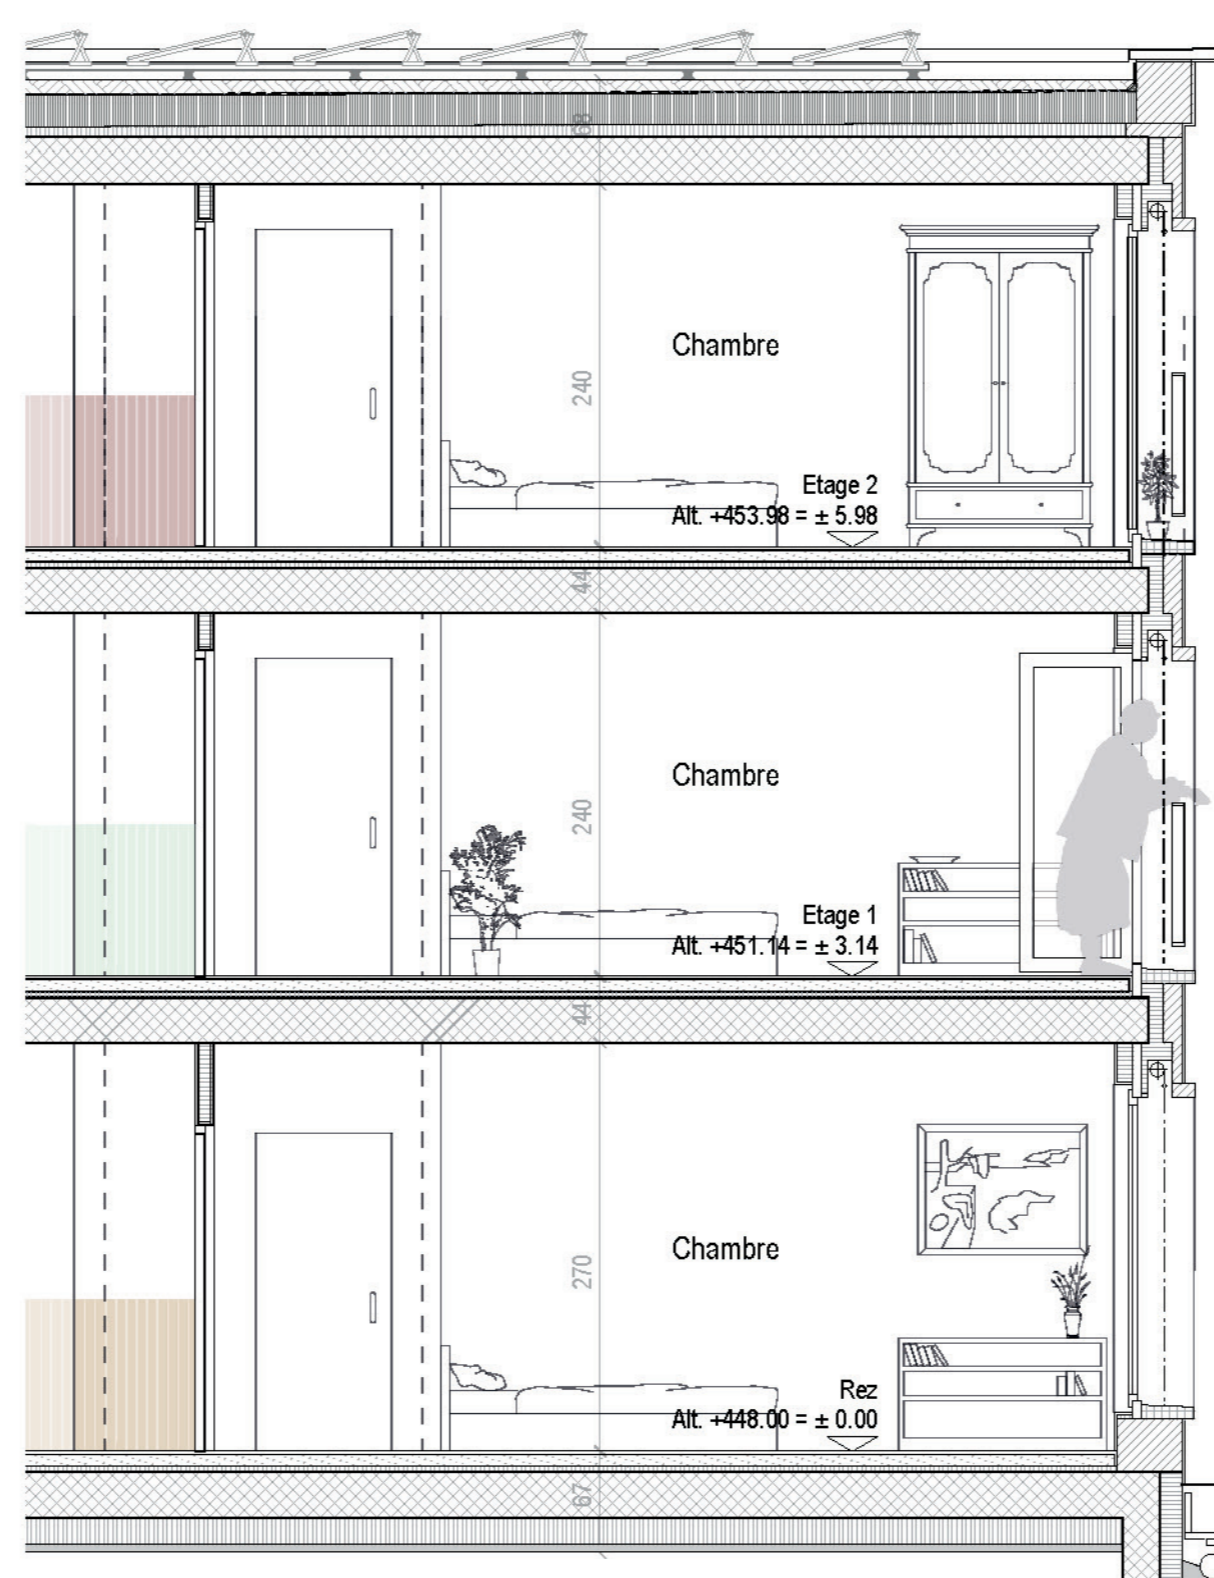 68
Chambre
240
Etage 2
Alt. +453.98 = ± 5.98
44
Chambre
240
Etage 1
Alt. +451.14 = ± 3.14
44
Chambre
270
Rez
Alt. +448.00 = ± 0.00
67